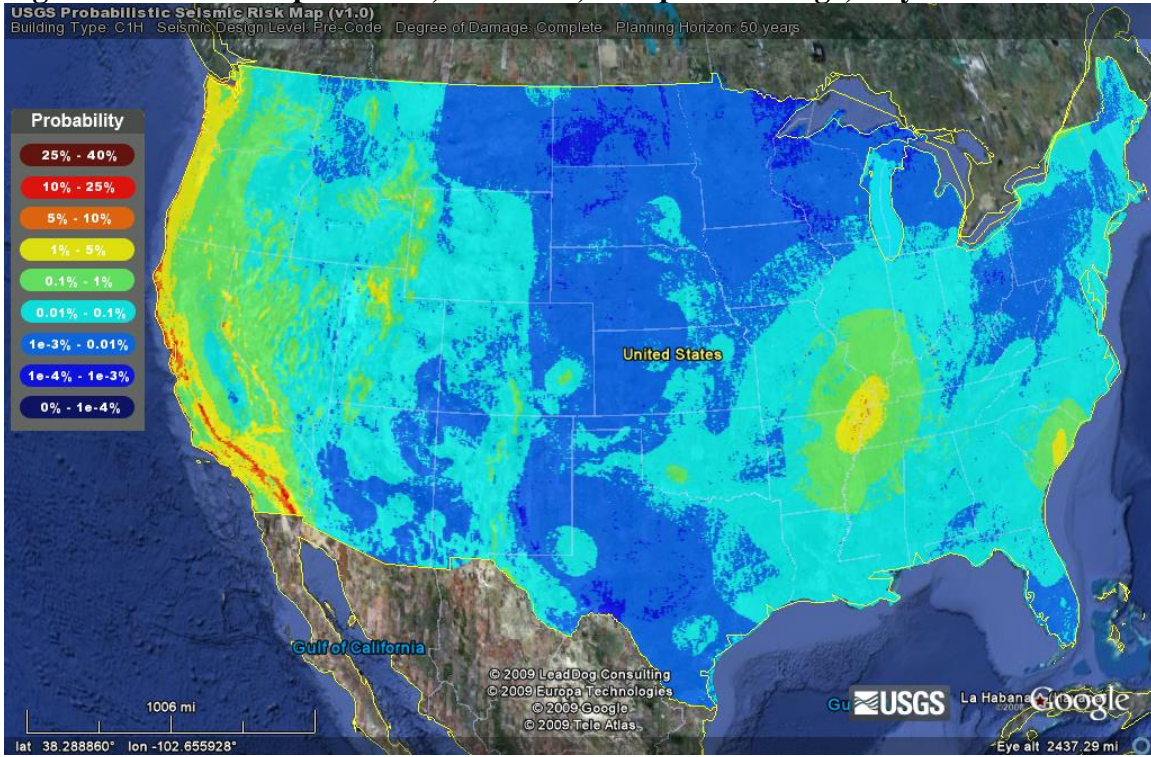 USGS Probabilistic Seismic Risk Map (v1.0)
Building Type: C1H Seismic Design Level: Pre-Code Degree of Damage: Complete Planning Horizon: 50 years
Probability
25% - 40%
10% - 25%
5% - 10%
1% - 5%
0.1% - 1%
0.01% - 0.1%
1e-3% - 0.01%
1e-4% - 1e-3%
0% - 1e-4%
United States
Gulf of California
© 2009 LeadDog Consulting
© 2009 Europa Technologies
© 2009 Google
© 2009 Tele Atlas
1006 mi
Gu
USGS
La Habana
Google
lat 38.288860° lon -102.655928°
Eye alt 2437.29 mi